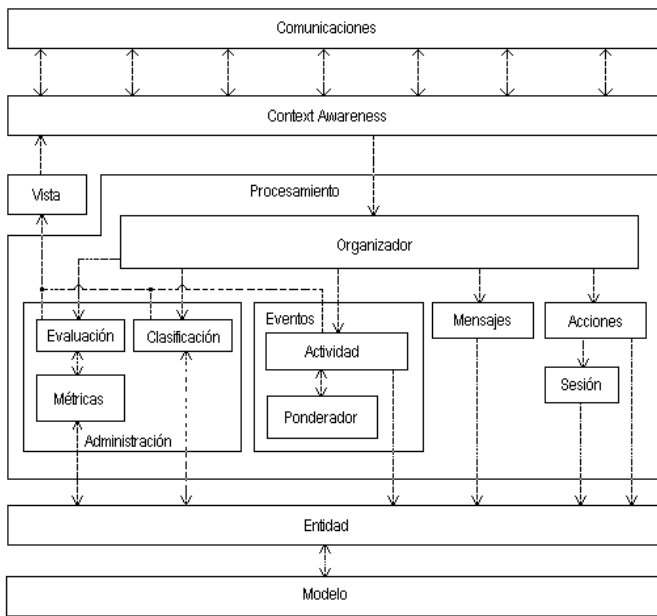 Comunicaciones
Context Awareness
Vista
Procesamiento
Organizador
Evaluación
Clasificación
Eventos
Mensajes
Acciones
Actividad
Sesión
Métricas
Ponderador
Administración
Entidad
Modelo